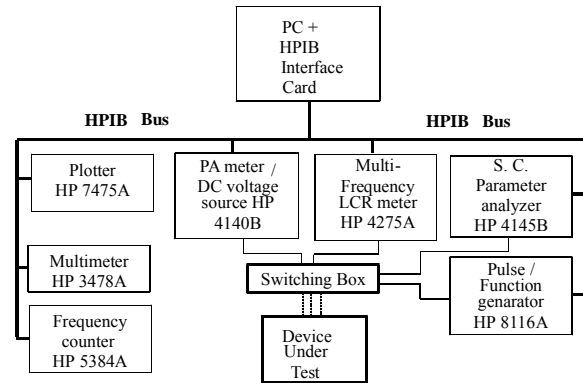 PC +
HPIB
Interface
Card
HPIB Bus
HPIB Bus
Plotter
HP 7475A
PA meter /
DC voltage
source HP
4140B
Multi-
Frequency
LCR meter
HP 4275A
S. C.
Parameter
analyzer
HP 4145B
Multimeter
HP 3478A
Switching Box
Pulse /
Function
genarator
HP 8116A
Frequency
counter
HP 5384A
Device
Under
Test